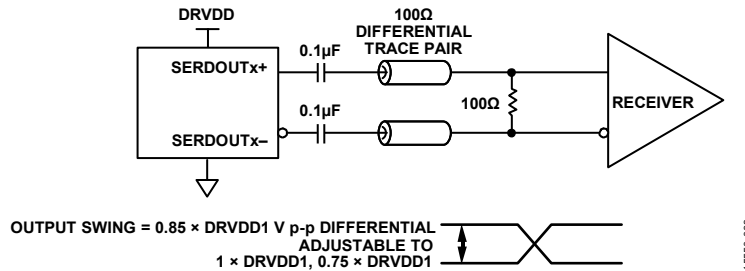 DRVDD
100Ω
DIFFERENTIAL
TRACE PAIR
0.1µF
SERDOUTx+
100Ω
RECEIVER
0.1µF
SERDOUTx–
OUTPUT SWING = 0.85 × DRVDD1 V p-p DIFFERENTIAL
ADJUSTABLE TO
1 × DRVDD1, 0.75 × DRVDD1